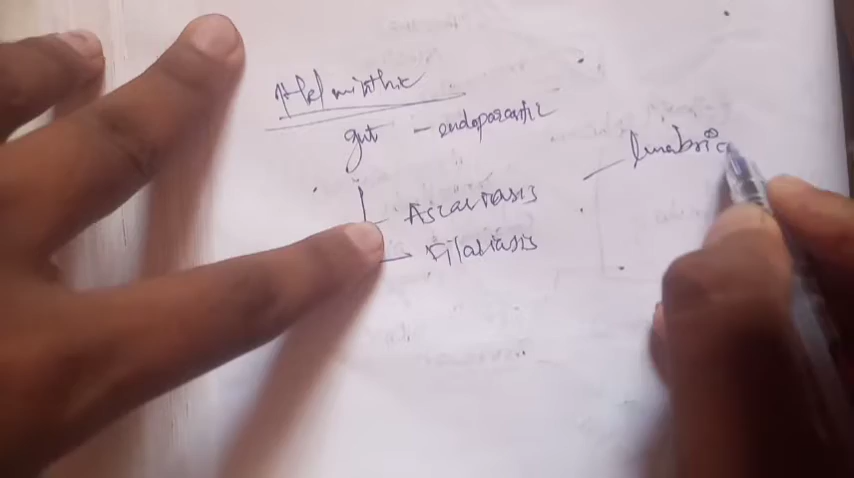 Helminthic
gut - endoparasitic
Ascariasis
Filariasis
lumbric